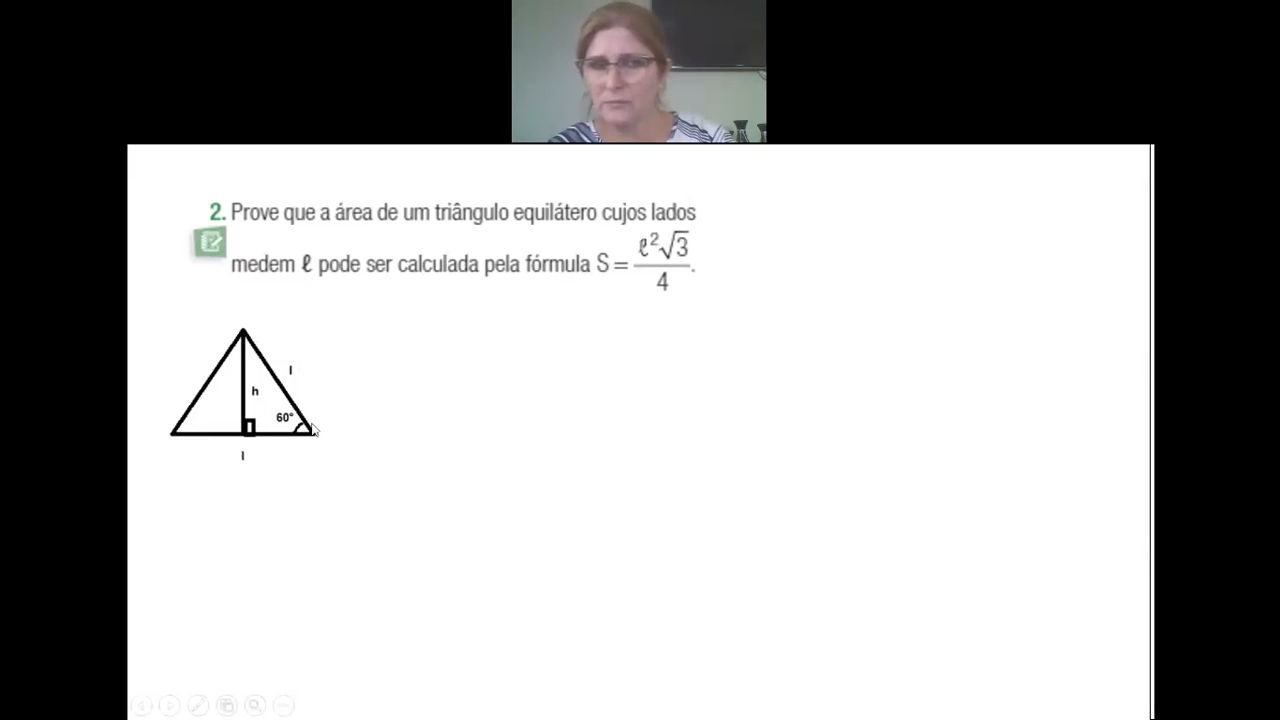 2. Prove que a área de um triângulo equilátero cujos lados
medem ℓ pode ser calculada pela fórmula S = ℓ²√3/4.
l
h
60°
l